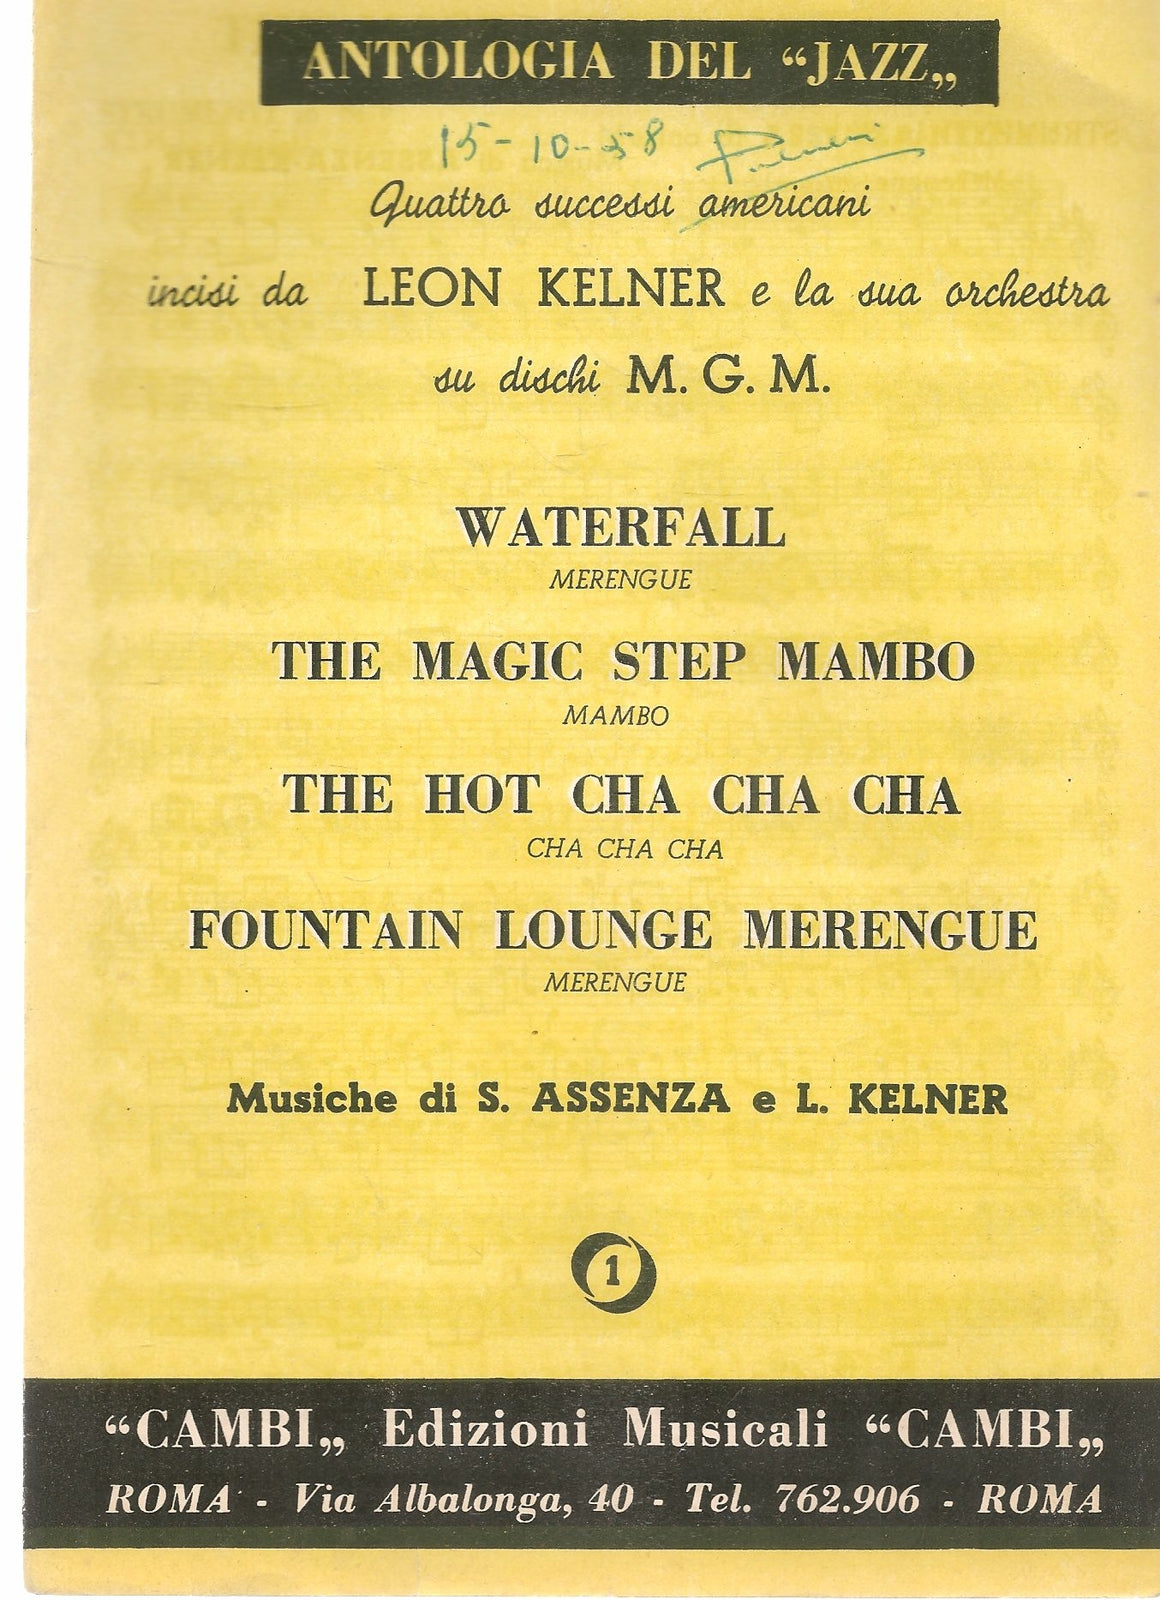 ANTOLOGIA DEL “JAZZ„
15-10-58
Quattro successi americani
incisi da LEON KELNER e la sua orchestra
su dischi M. G. M.
WATERFALL
MERENGUE
THE MAGIC STEP MAMBO
MAMBO
THE HOT CHA CHA CHA
CHA CHA CHA
FOUNTAIN LOUNGE MERENGUE
MERENGUE
Musiche di S. ASSENZA e L. KELNER
1
“CAMBI„ Edizioni Musicali “CAMBI„
ROMA - Via Albalonga, 40 - Tel. 762.906 - ROMA